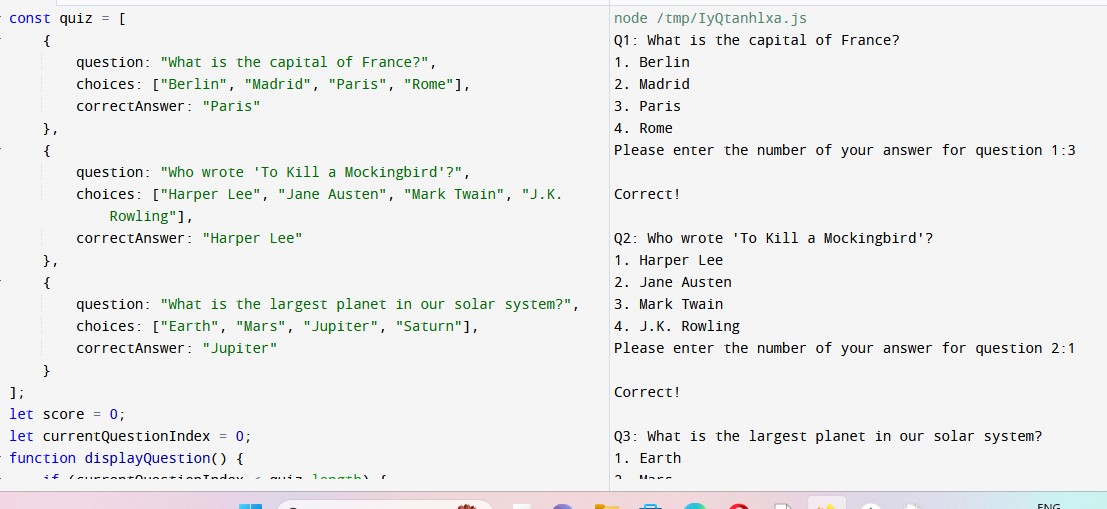 const quiz = [
{
question: "What is the capital of France?",
choices: ["Berlin", "Madrid", "Paris", "Rome"],
correctAnswer: "Paris"
},
{
question: "Who wrote 'To Kill a Mockingbird'?",
choices: ["Harper Lee", "Jane Austen", "Mark Twain", "J.K.
Rowling"],
correctAnswer: "Harper Lee"
},
{
question: "What is the largest planet in our solar system?",
choices: ["Earth", "Mars", "Jupiter", "Saturn"],
correctAnswer: "Jupiter"
}
];
let score = 0;
let currentQuestionIndex = 0;
function displayQuestion() {
if (currentQuestionIndex < quiz.length) {
node /tmp/IyQtanhlxa.js
Q1: What is the capital of France?
1. Berlin
2. Madrid
3. Paris
4. Rome
Please enter the number of your answer for question 1:3
Correct!
Q2: Who wrote 'To Kill a Mockingbird'?
1. Harper Lee
2. Jane Austen
3. Mark Twain
4. J.K. Rowling
Please enter the number of your answer for question 2:1
Correct!
Q3: What is the largest planet in our solar system?
1. Earth
2. Mars
ENG